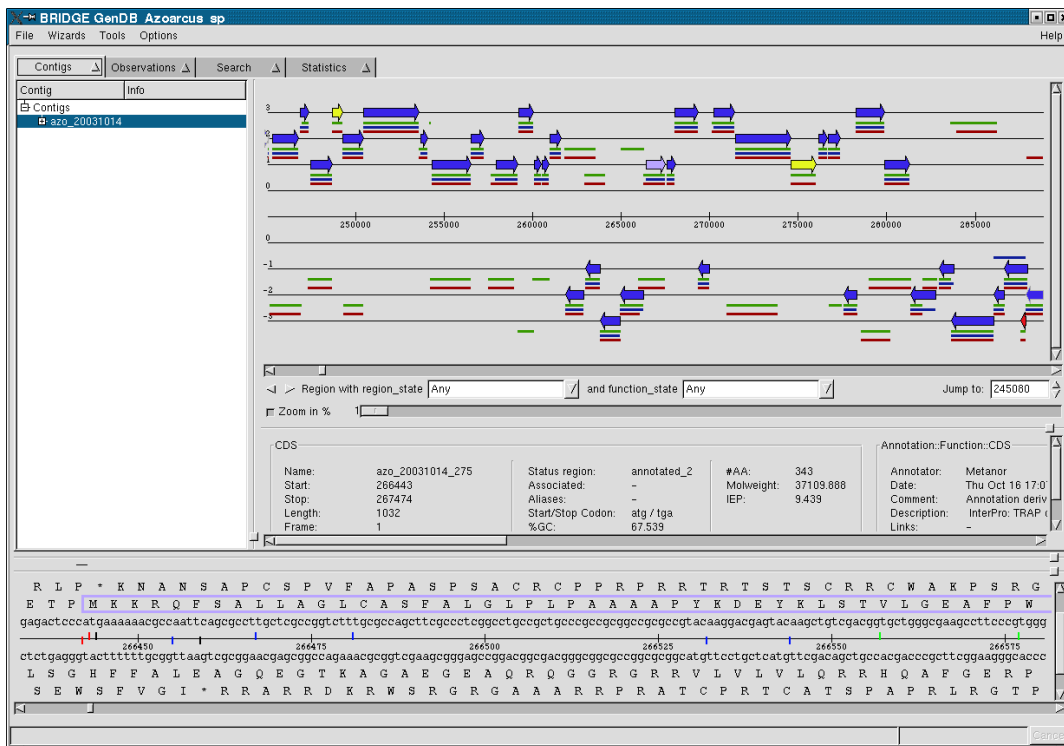 BRIDGE GenDB Azoarcus sp
File Wizards Tools Options Help
Contigs Observations Search Statistics
Contig Info
Contigs
azo_20031014
3
2
1
0
250000 255000 260000 265000 270000 275000 280000 285000
0
-1
-2
-3
Region with region_state Any and function_state Any Jump to: 245080
Zoom in % 1
CDS
Name: azo_20031014_275
Start: 266443
Stop: 267474
Length: 1032
Frame: 1
Status region: annotated_2
Associated: -
Aliases: -
Start/Stop Codon: atg / tga
%GC: 67.539
#AA: 343
Molweight: 37109.888
IEP: 9.439
Annotation::Function::CDS
Annotator: Metanor
Date: Thu Oct 16 17:0
Comment: Annotation deriv
Description: InterPro: TRAP
Links: -
R L P * K N A N S A P C S P V F A P A S P S A C R C P P R P R R T R T S T S C R R C W A K P S R G
E T P M K K R Q F S A L L A G L C A S F A L G L P L P A A A A P Y K D E Y K L S T V L G E A F P W
266450 266475 266500 266525 266550 266575
L S G H F F A L E A G Q E G T K A G A E G E A Q R Q G G R G R R V L V L V L Q R R H Q A F G E R P
S E W S F V G I * R R A R R D K R W S R G R G A A A R R P R A T C P R T C A T S P A P R L R G T P
Cancel